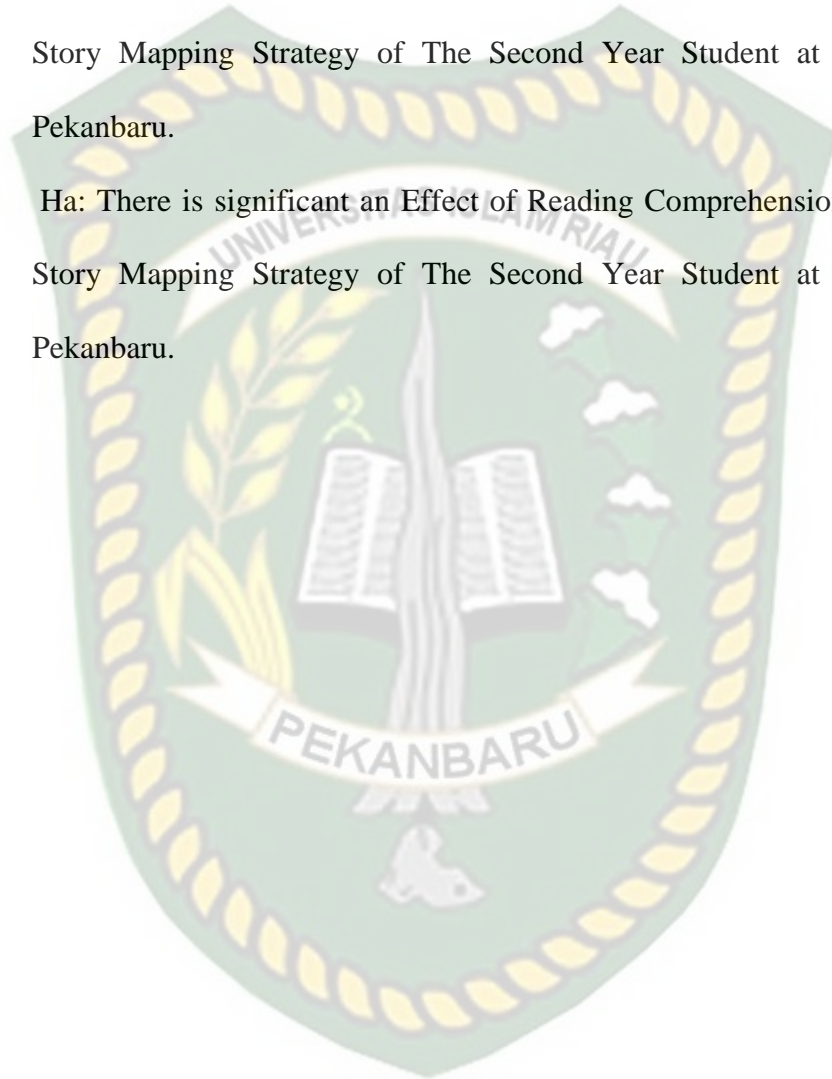 Story Mapping Strategy of The Second Year Student at
Pekanbaru.
Ha: There is significant an Effect of Reading Comprehensio
Story Mapping Strategy of The Second Year Student at
Pekanbaru.
UNIVERSITAS ISLAM RIAU
PEKANBARU